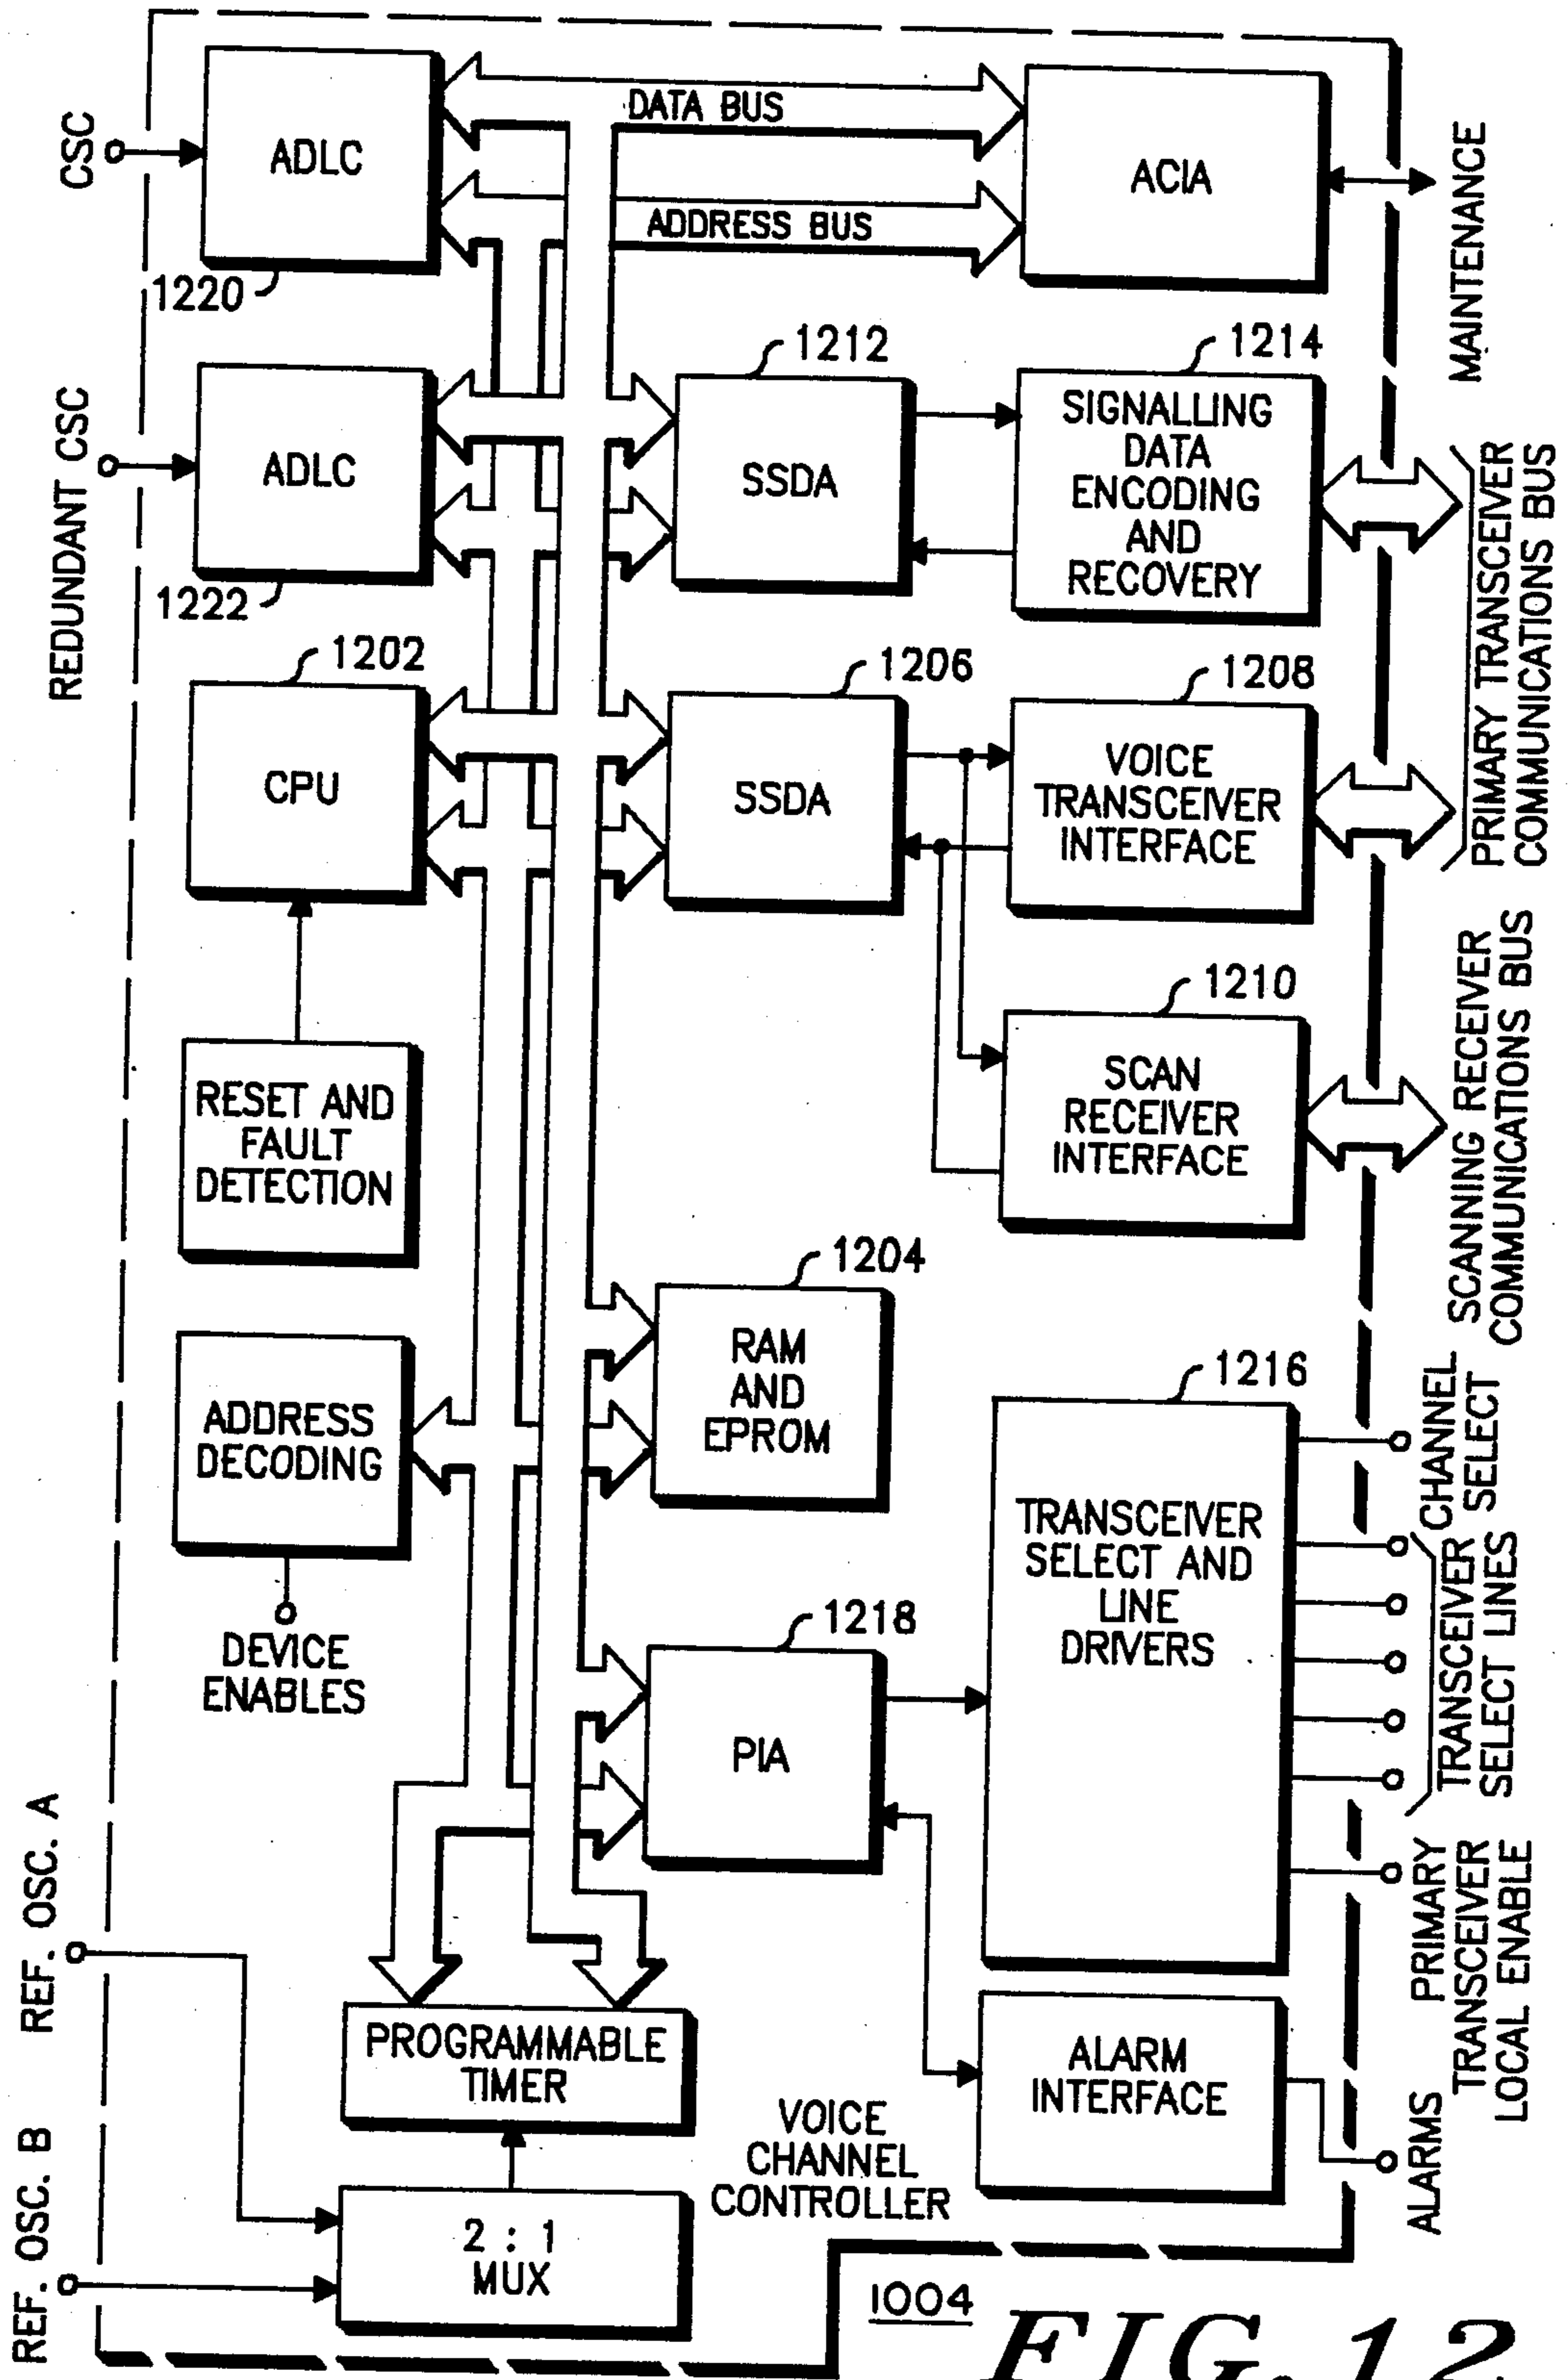 CSC
ADLC
DATA BUS
ACIA
ADDRESS BUS
MAINTENANCE
1220
REDUNDANT CSC
ADLC
1222
1212
SSDA
1214
SIGNALLING
DATA
ENCODING
AND
RECOVERY
PRIMARY TRANSCEIVER
COMMUNICATIONS BUS
1202
CPU
1206
SSDA
1208
VOICE
TRANSCEIVER
INTERFACE
RESET AND
FAULT
DETECTION
1210
SCAN
RECEIVER
INTERFACE
SCANNING RECEIVER
COMMUNICATIONS BUS
ADDRESS
DECODING
DEVICE
ENABLES
1204
RAM
AND
EPROM
1216
TRANSCEIVER
SELECT AND
LINE
DRIVERS
CHANNEL
SELECT
TRANSCEIVER
SELECT LINES
1218
PIA
PRIMARY
TRANSCEIVER
LOCAL ENABLE
REF. OSC. A
PROGRAMMABLE
TIMER
ALARM
INTERFACE
ALARMS
REF. OSC. B
2 : 1
MUX
VOICE
CHANNEL
CONTROLLER
1004
FIG. 12